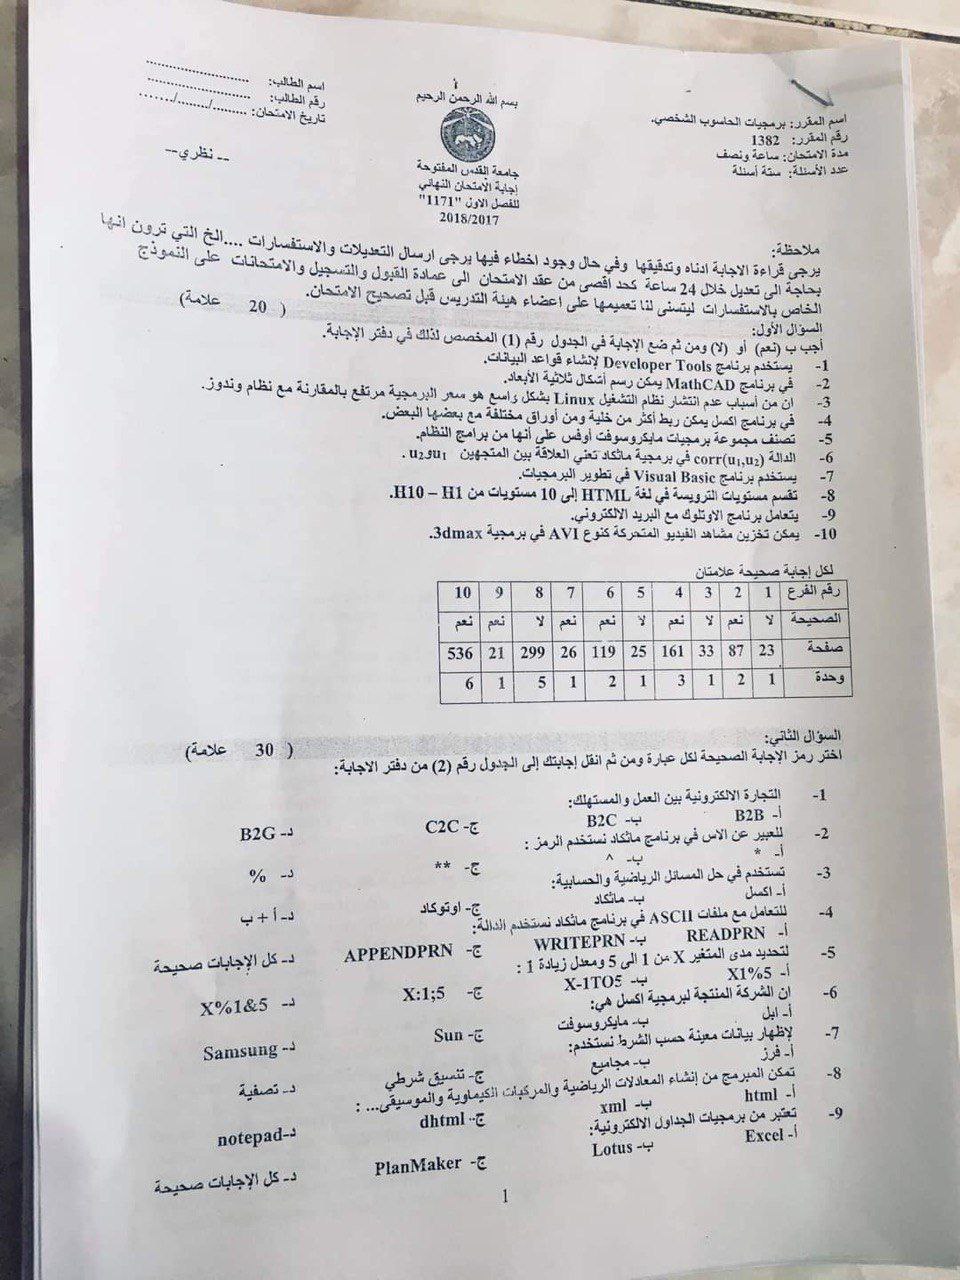 بسم الله الرحمن الرحيم
اسم المقرر: برمجيات الحاسوب الشخصي.
رقم المقرر: 1382
مدة الامتحان: ساعة ونصف
عدد الأسئلة: ستة أسئلة
جامعة القدس المفتوحة
إجابة الامتحان النهائي
للفصل الاول "1171"
2018/2017
اسم الطالب: ..........................
رقم الطالب: ..........................
تاريخ الامتحان: ........./......../........
-- نظري--
ملاحظة:
يرجى قراءة الاجابة ادناه وتدقيقها وفي حال وجود اخطاء فيها يرجى ارسال التعديلات والاستفسارات ....الخ التي ترون انها
بحاجة الى تعديل خلال 24 ساعة كحد اقصى من عقد الامتحان الى عمادة القبول والتسجيل والامتحانات على النموذج
الخاص بالاستفسارات ليتسنى لنا تعميمها على اعضاء هيئة التدريس قبل تصحيح الامتحان.
السؤال الأول: ( 20 علامة)
أجب ب (نعم) أو (لا) ومن ثم ضع الإجابة في الجدول رقم (1) المخصص لذلك في دفتر الإجابة.
1- يستخدم برنامج Developer Tools لإنشاء قواعد البيانات.
2- في برنامج MathCAD يمكن رسم أشكال ثلاثية الأبعاد.
3- ان من أسباب عدم انتشار نظام التشغيل Linux بشكل واسع هو سعر البرمجية مرتفع بالمقارنة مع نظام وندوز.
4- في برنامج اكسل يمكن ربط أكثر من خلية ومن أوراق مختلفة مع بعضها البعض.
5- تصنف مجموعة برمجيات مايكروسوفت أوفس على أنها من برامج النظام.
6- الدالة corr(u1,u2) في برمجية ماثكاد تعني العلاقة بين المتجهين u1وu2 .
7- يستخدم برنامج Visual Basic في تطوير البرمجيات.
8- تقسم مستويات الترويسة في لغة HTML إلى 10 مستويات من H10 – H1.
9- يتعامل برنامج الاوتلوك مع البريد الالكتروني.
10- يمكن تخزين مشاهد الفيديو المتحركة كنوع AVI في برمجية 3dmax.
لكل إجابة صحيحة علامتان
رقم الفرع 1 2 3 4 5 6 7 8 9 10
الصحيحة لا نعم لا نعم لا نعم نعم لا نعم نعم
صفحة 23 87 33 161 25 119 26 299 21 536
وحدة 1 2 1 3 1 2 1 5 1 6
السؤال الثاني: ( 30 علامة)
اختر رمز الإجابة الصحيحة لكل عبارة ومن ثم انقل إجابتك إلى الجدول رقم (2) من دفتر الاجابة:
1- التجارة الالكترونية بين العمل والمستهلك:
أ- B2B ب- B2C ج- C2C د- B2G
2- للعبير عن الاس في برنامج ماثكاد نستخدم الرمز :
أ- * ب- ^ ج- ** د- %
3- تستخدم في حل المسائل الرياضية والحسابية:
أ- اكسل ب- ماثكاد ج- اوتوكاد د- أ + ب
4- للتعامل مع ملفات ASCII في برنامج ماثكاد نستخدم الدالة:
أ- READPRN ب- WRITEPRN ج- APPENDPRN د- كل الإجابات صحيحة
5- لتحديد مدى المتغير X من 1 الى 5 ومعدل زيادة 1 :
أ- X1%5 ب- X-1TO5 ج- X:1;5 د- X%1&5
6- ان الشركة المنتجة لبرمجية اكسل هي:
أ- ابل ب- مايكروسوفت ج- Sun د- Samsung
7- لإظهار بيانات معينة حسب الشرط نستخدم:
أ- فرز ب- مجاميع ج- تنسيق شرطي د- تصفية
8- تمكن المبرمج من إنشاء المعادلات الرياضية والمركبات الكيماوية والموسيقى... :
أ- html ب- xml ج- dhtml د-notepad
9- تعتبر من برمجيات الجداول الالكترونية:
أ- Excel ب- Lotus ج- PlanMaker د- كل الإجابات صحيحة
1